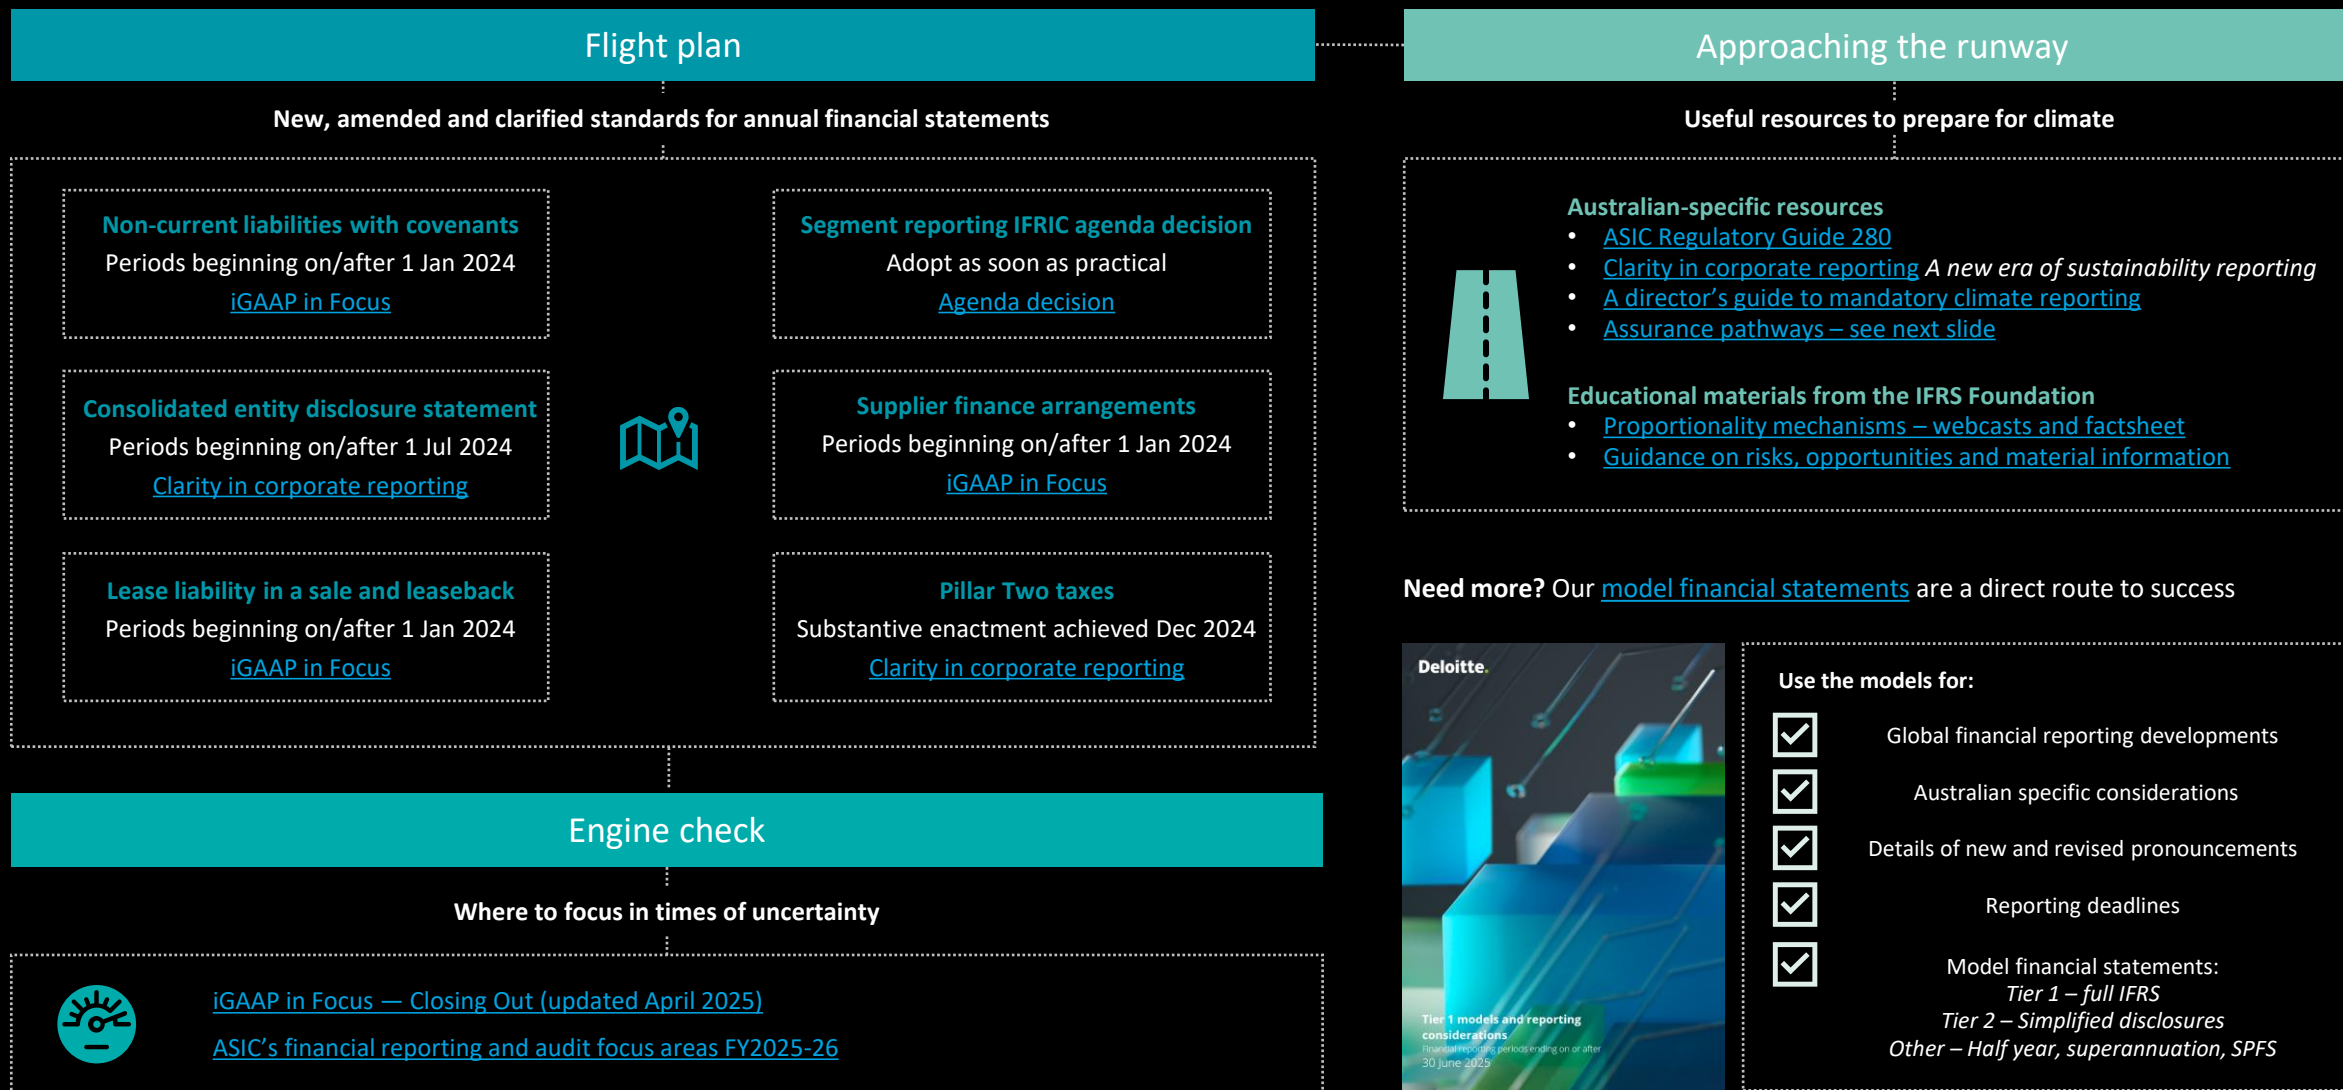 Flight plan
New, amended and clarified standards for annual financial statements
Non-current liabilities with covenants
Periods beginning on/after 1 Jan 2024
iGAAP in Focus
Segment reporting IFRIC agenda decision
Adopt as soon as practical
Agenda decision
Consolidated entity disclosure statement
Periods beginning on/after 1 Jul 2024
Clarity in corporate reporting
Supplier finance arrangements
Periods beginning on/after 1 Jan 2024
iGAAP in Focus
Lease liability in a sale and leaseback
Periods beginning on/after 1 Jan 2024
iGAAP in Focus
Pillar Two taxes
Substantive enactment achieved Dec 2024
Clarity in corporate reporting
Engine check
Where to focus in times of uncertainty
iGAAP in Focus — Closing Out (updated April 2025)
ASIC's financial reporting and audit focus areas FY2025-26
Approaching the runway
Useful resources to prepare for climate
Australian-specific resources
• ASIC Regulatory Guide 280
• Clarity in corporate reporting A new era of sustainability reporting
• A director's guide to mandatory climate reporting
• Assurance pathways – see next slide
Educational materials from the IFRS Foundation
• Proportionality mechanisms – webcasts and factsheet
• Guidance on risks, opportunities and material information
Need more? Our model financial statements are a direct route to success
Deloitte.
Tier 1 models and reporting
considerations
Financial reporting periods ending on or after
30 June 2025
Use the models for:
Global financial reporting developments
Australian specific considerations
Details of new and revised pronouncements
Reporting deadlines
Model financial statements:
Tier 1 – full IFRS
Tier 2 – Simplified disclosures
Other – Half year, superannuation, SPFS